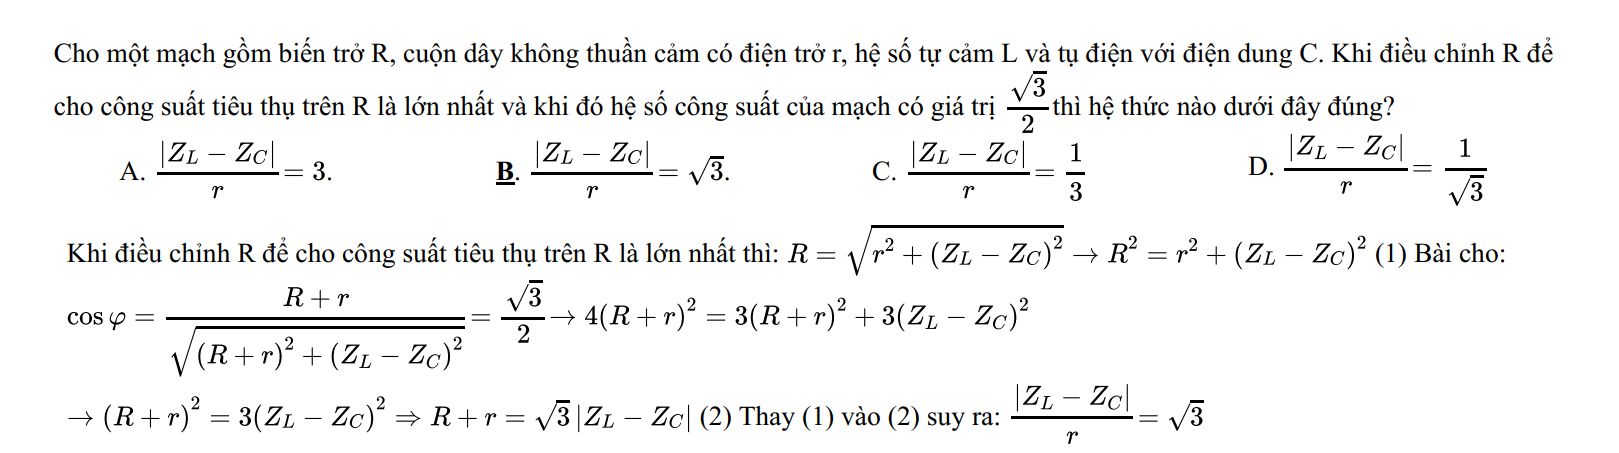 Cho một mạch gồm biến trở R, cuộn dây không thuần cảm có điện trở r, hệ số tự cảm L và tụ điện với điện dung C. Khi điều chỉnh R để
cho công suất tiêu thụ trên R là lớn nhất và khi đó hệ số công suất của mạch có giá trị $\frac{\sqrt{3}}{2}$ thì hệ thức nào dưới đây đúng?
A. $\frac{|Z_L - Z_C|}{r} = 3$. B. $\frac{|Z_L - Z_C|}{r} = \sqrt{3}$. C. $\frac{|Z_L - Z_C|}{r} = \frac{1}{3}$ D. $\frac{|Z_L - Z_C|}{r} = \frac{1}{\sqrt{3}}$
Khi điều chỉnh R để cho công suất tiêu thụ trên R là lớn nhất thì: $R = \sqrt{r^2 + (Z_L - Z_C)^2} \rightarrow R^2 = r^2 + (Z_L - Z_C)^2$ (1) Bài cho:
$\cos \varphi = \frac{R + r}{\sqrt{(R + r)^2 + (Z_L - Z_C)^2}} = \frac{\sqrt{3}}{2} \rightarrow 4(R + r)^2 = 3(R + r)^2 + 3(Z_L - Z_C)^2$
$\rightarrow (R + r)^2 = 3(Z_L - Z_C)^2 \Rightarrow R + r = \sqrt{3}|Z_L - Z_C|$ (2) Thay (1) vào (2) suy ra: $\frac{|Z_L - Z_C|}{r} = \sqrt{3}$